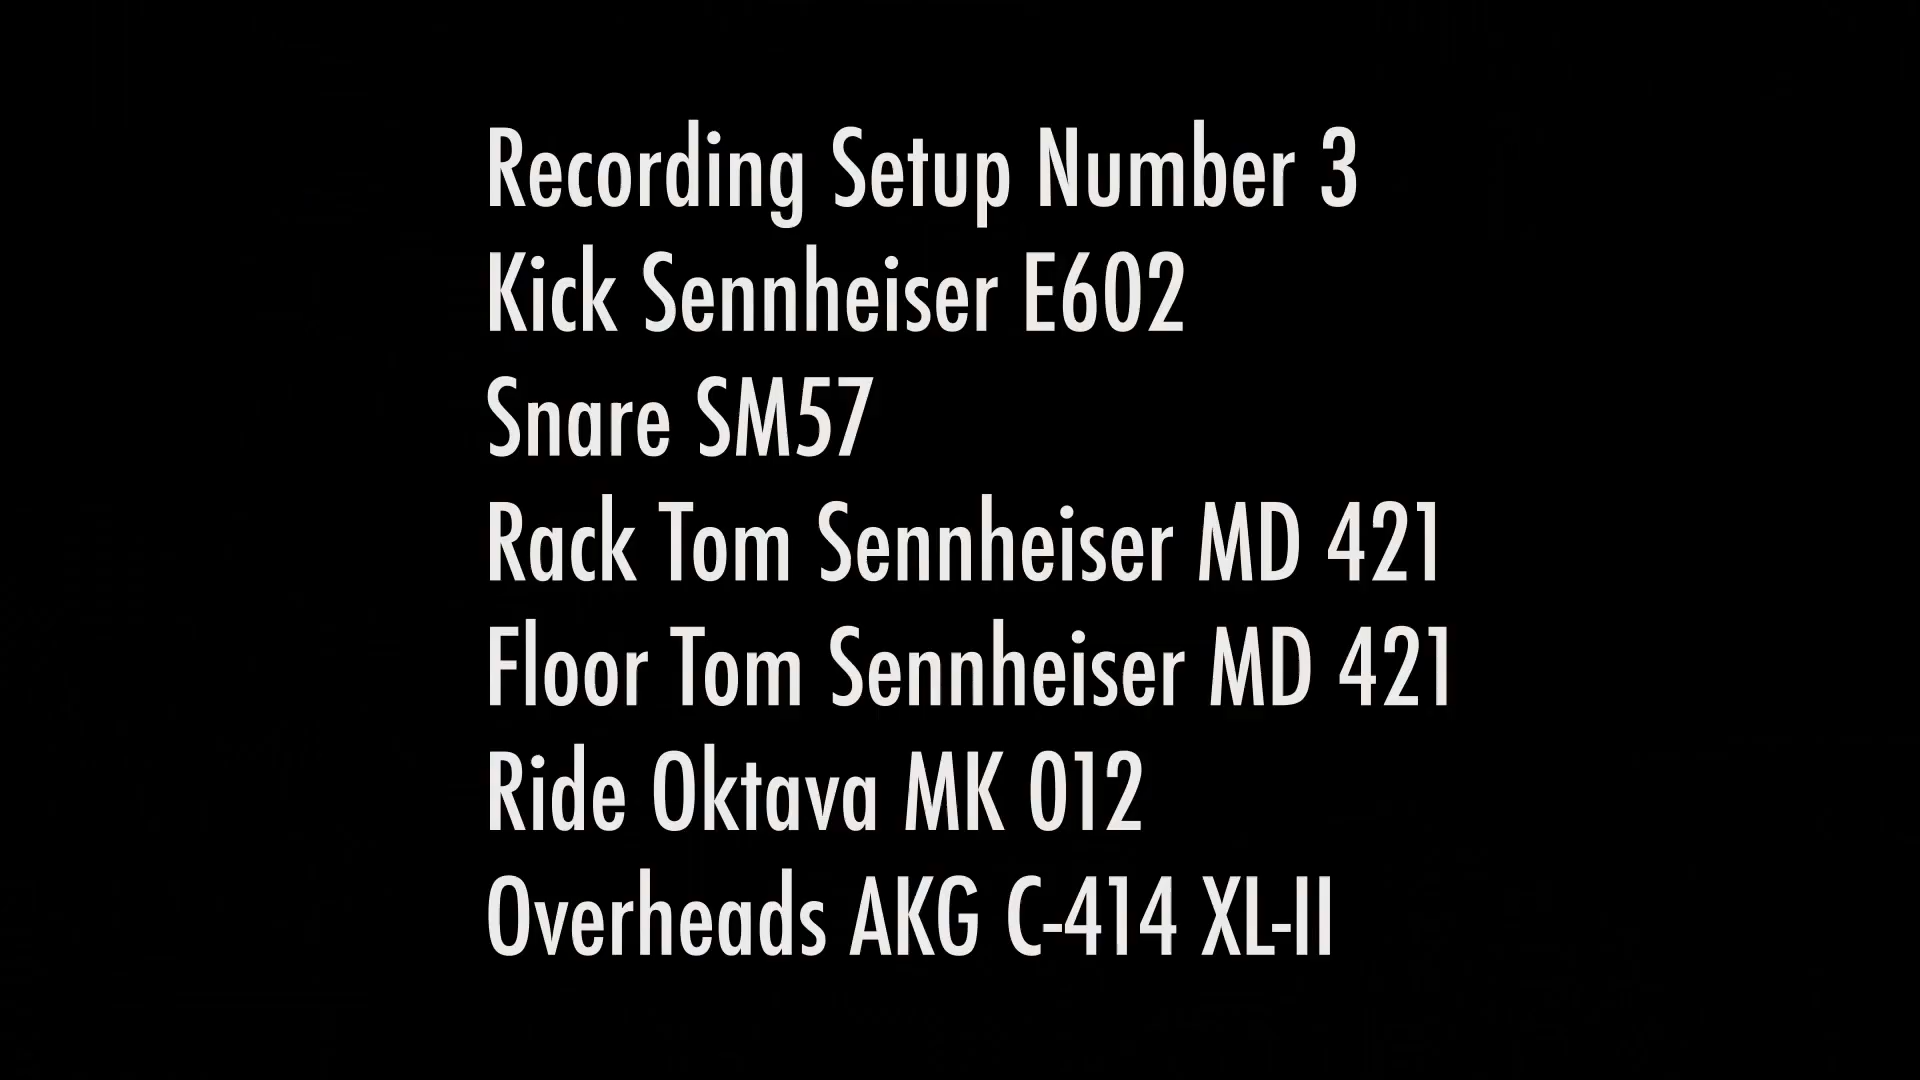 Recording Setup Number 3
Kick Sennheiser E602
Snare SM57
Rack Tom Sennheiser MD 421
Floor Tom Sennheiser MD 421
Ride Oktava MK 012
Overheads AKG C-414 XL-II